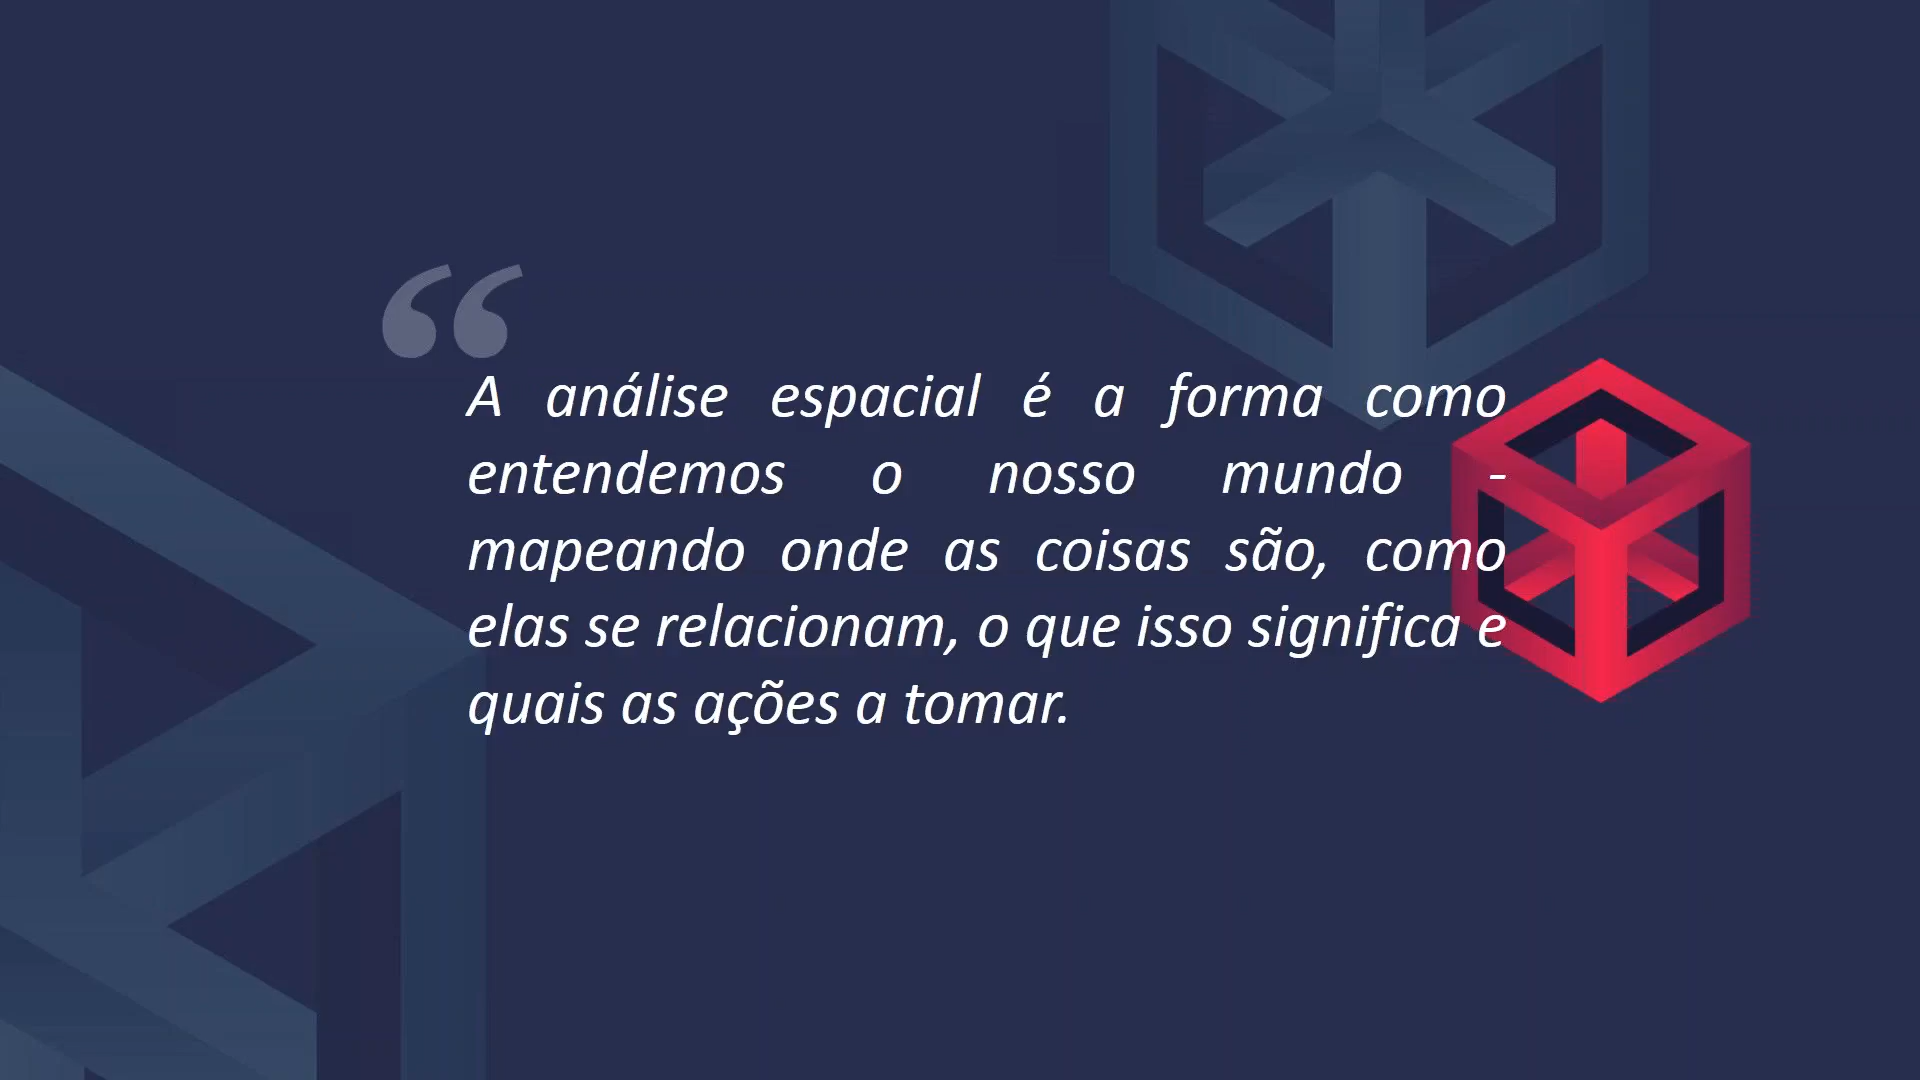 “
A análise espacial é a forma como
entendemos o nosso mundo -
mapeando onde as coisas são, como
elas se relacionam, o que isso significa e
quais as ações a tomar.